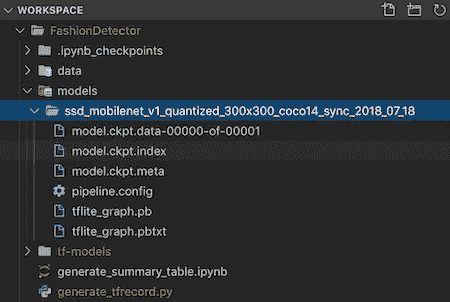 WORKSPACE
FashionDetector
.ipynb_checkpoints
data
models
ssd_mobilenet_v1_quantized_300x300_coco14_sync_2018_07_18
model.ckpt.data-00000-of-00001
model.ckpt.index
model.ckpt.meta
pipeline.config
tflite_graph.pb
tflite_graph.pbtxt
tf-models
generate_summary_table.ipynb
generate_tfrecord.py